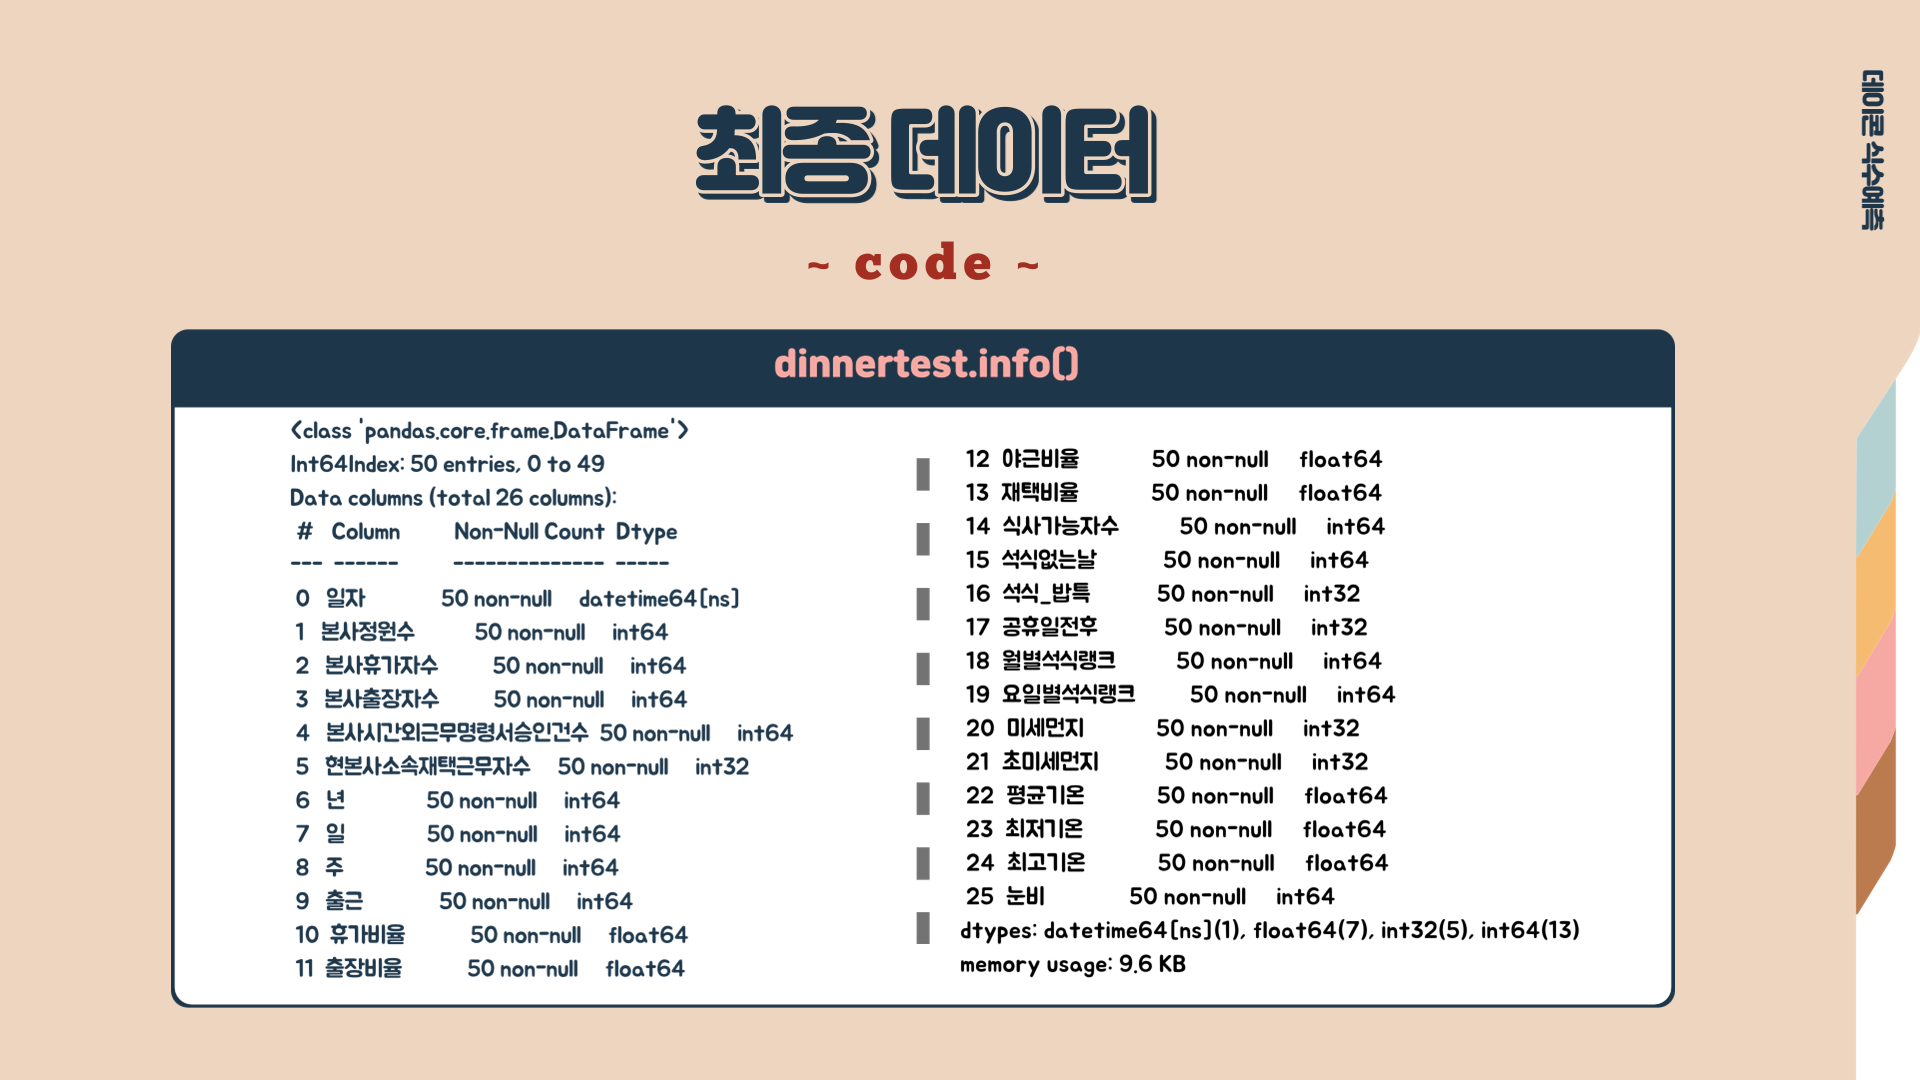 최종 데이터
~ code ~
데이콘 식수예측
dinnertest.info()
<class 'pandas.core.frame.DataFrame'>
Int64Index: 50 entries, 0 to 49
Data columns (total 26 columns):
# Column Non-Null Count Dtype
--- ------ -------------- -----
0 일자 50 non-null datetime64[ns]
1 본사정원수 50 non-null int64
2 본사휴가자수 50 non-null int64
3 본사출장자수 50 non-null int64
4 본사시간외근무명령서승인건수 50 non-null int64
5 현본사소속재택근무자수 50 non-null int32
6 년 50 non-null int64
7 일 50 non-null int64
8 주 50 non-null int64
9 출근 50 non-null int64
10 휴가비율 50 non-null float64
11 출장비율 50 non-null float64
12 야근비율 50 non-null float64
13 재택비율 50 non-null float64
14 식사가능자수 50 non-null int64
15 석식없는날 50 non-null int64
16 석식_밥특 50 non-null int32
17 공휴일전후 50 non-null int32
18 월별석식랭크 50 non-null int64
19 요일별석식랭크 50 non-null int64
20 미세먼지 50 non-null int32
21 초미세먼지 50 non-null int32
22 평균기온 50 non-null float64
23 최저기온 50 non-null float64
24 최고기온 50 non-null float64
25 눈비 50 non-null int64
dtypes: datetime64[ns](1), float64(7), int32(5), int64(13)
memory usage: 9.6 KB